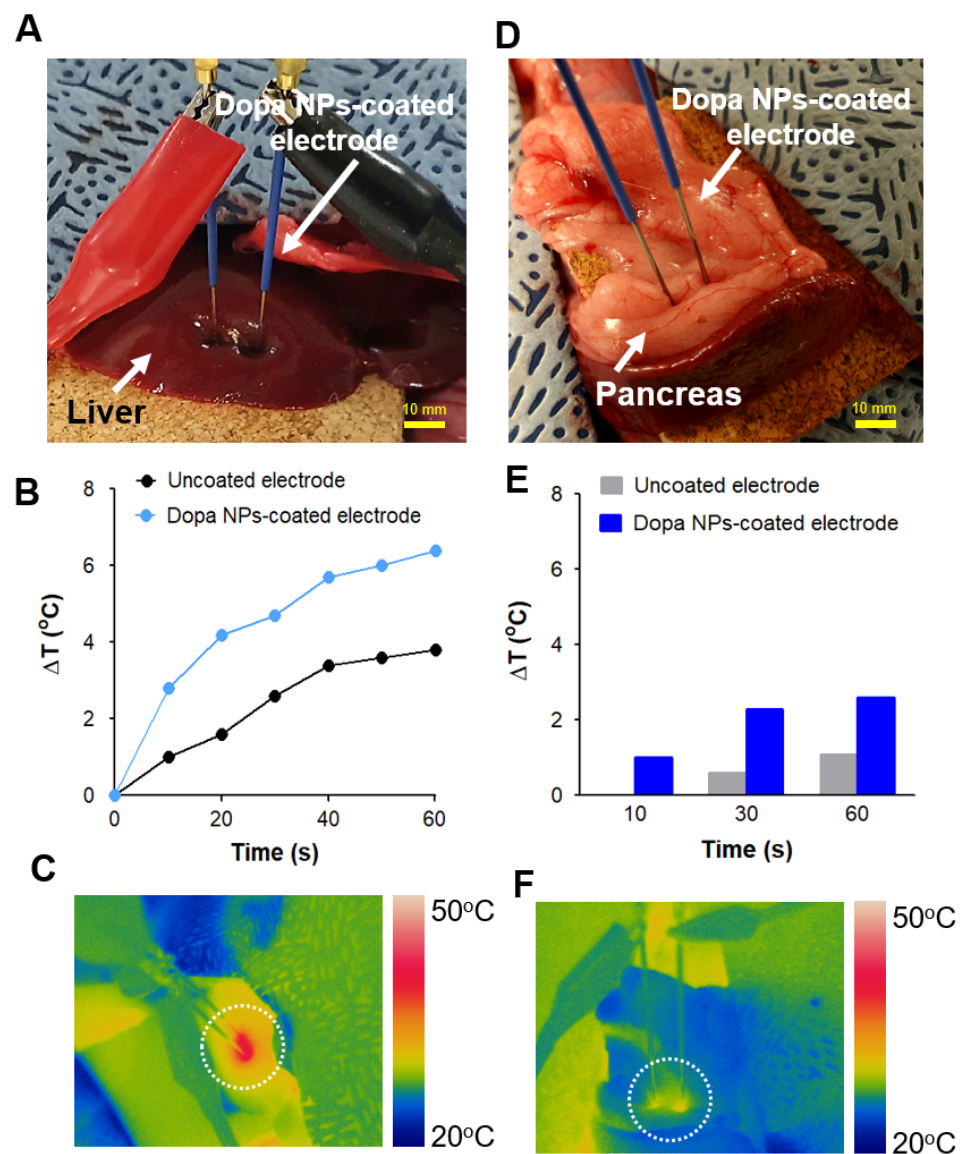 A
Dopa NPs-coated
electrode
Liver
10 mm
D
Dopa NPs-coated
electrode
Pancreas
10 mm
B
Uncoated electrode
Dopa NPs-coated electrode
8
6
4
2
0
ΔT (°C)
0
20
40
60
Time (s)
E
Uncoated electrode
Dopa NPs-coated electrode
8
6
4
2
0
ΔT (°C)
10
30
60
Time (s)
C
50°C
20°C
F
50°C
20°C